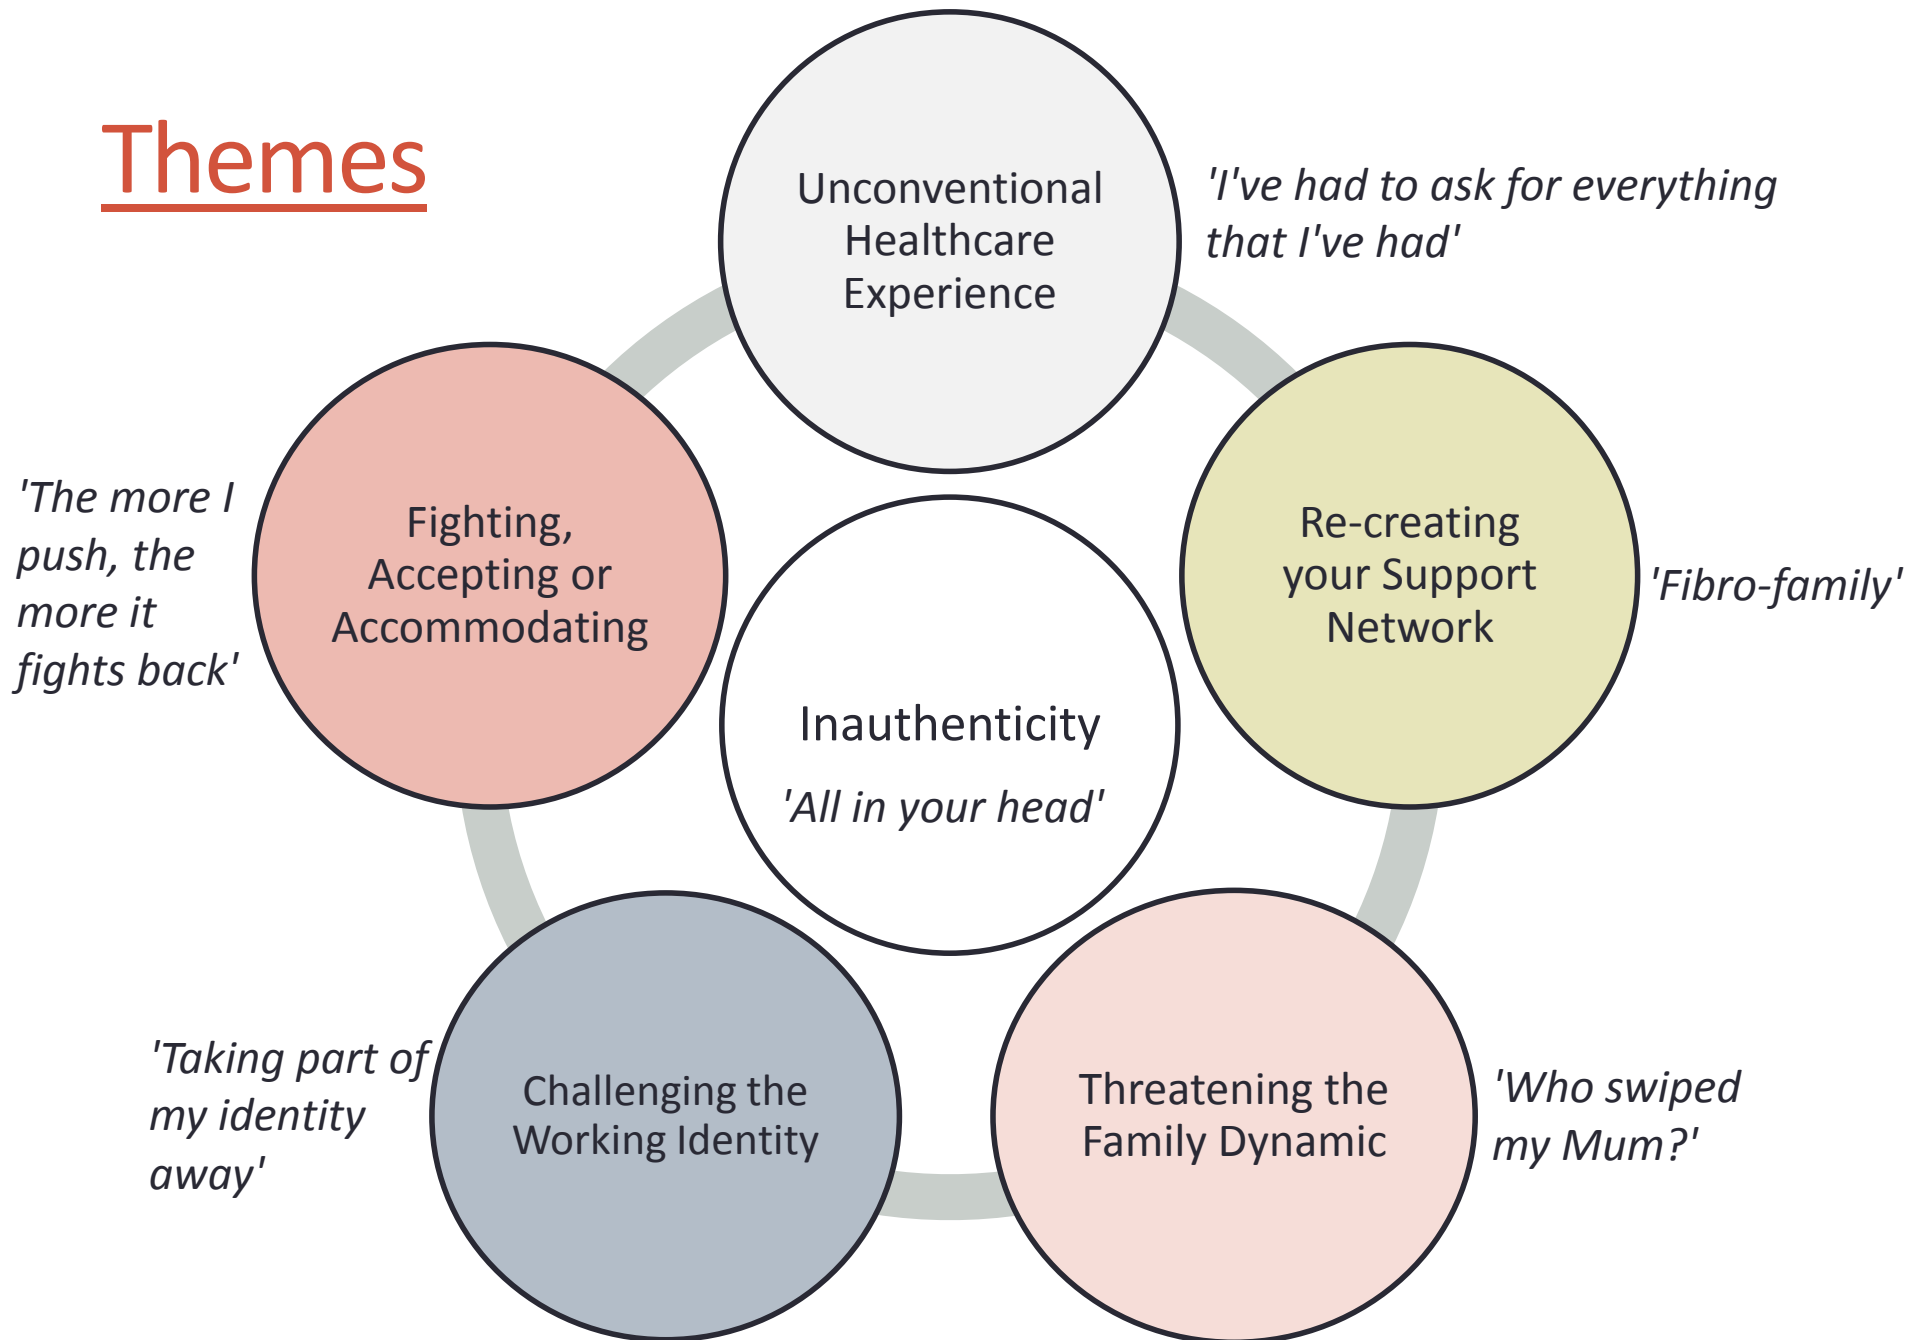 Themes
Unconventional
Healthcare
Experience
'I've had to ask for everything
that I've had'
Re-creating
your Support
Network
'Fibro-family'
Threatening the
Family Dynamic
'Who swiped
my Mum?'
Challenging the
Working Identity
'Taking part of
my identity
away'
Fighting,
Accepting or
Accommodating
'The more I
push, the
more it
fights back'
Inauthenticity
'All in your head'